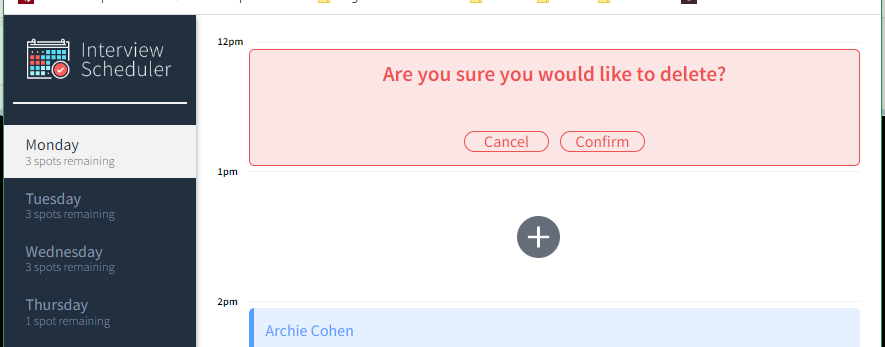 Interview
Scheduler
Monday
3 spots remaining
Tuesday
3 spots remaining
Wednesday
3 spots remaining
Thursday
1 spot remaining
12pm
Are you sure you would like to delete?
Cancel
Confirm
1pm
2pm
Archie Cohen